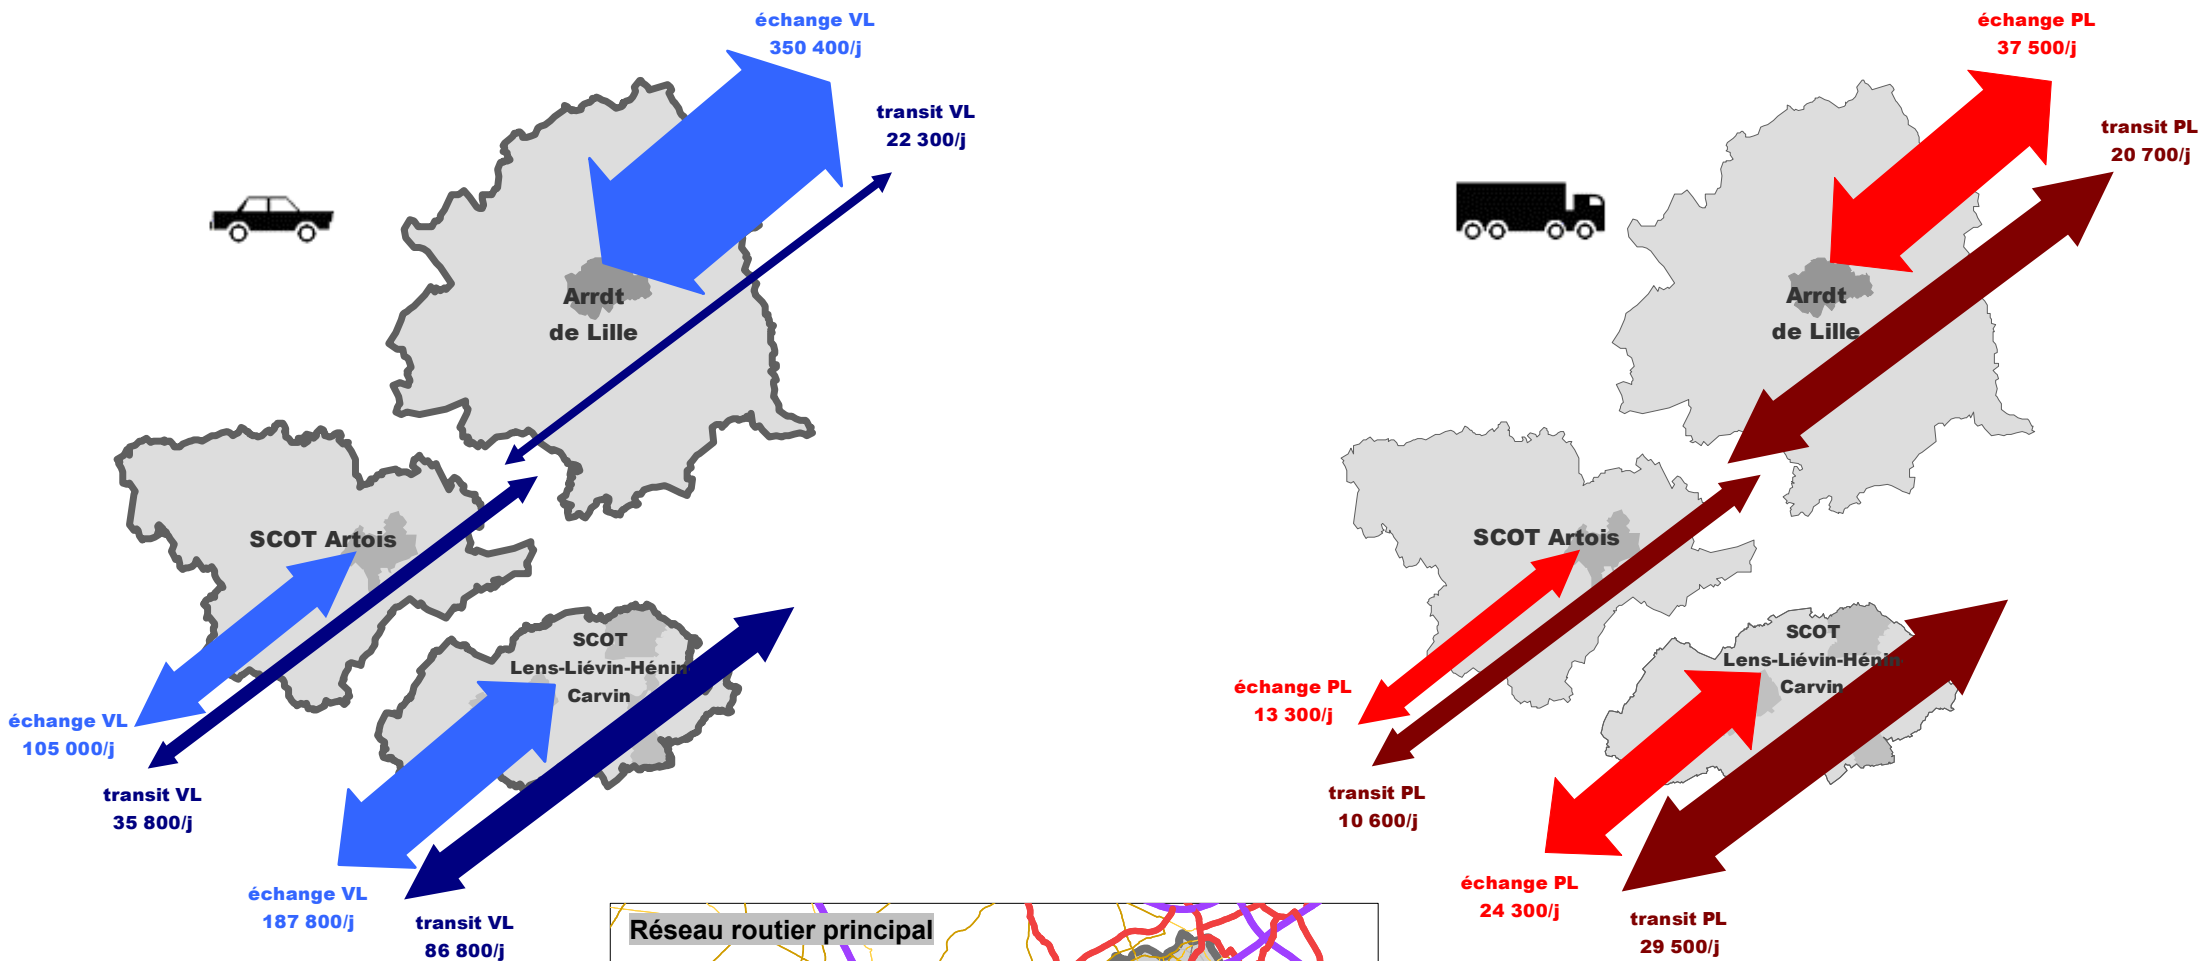 échange VL
350 400/j
transit VL
22 300/j
Arrdt
de Lille
SCOT Artois
échange VL
105 000/j
transit VL
35 800/j
SCOT
Lens-Liévin-Hénin
Carvin
échange VL
187 800/j
transit VL
86 800/j
échange PL
37 500/j
transit PL
20 700/j
Arrdt
de Lille
SCOT Artois
échange PL
13 300/j
transit PL
10 600/j
SCOT
Lens-Liévin-Hénin
Carvin
échange PL
24 300/j
transit PL
29 500/j
Réseau routier principal